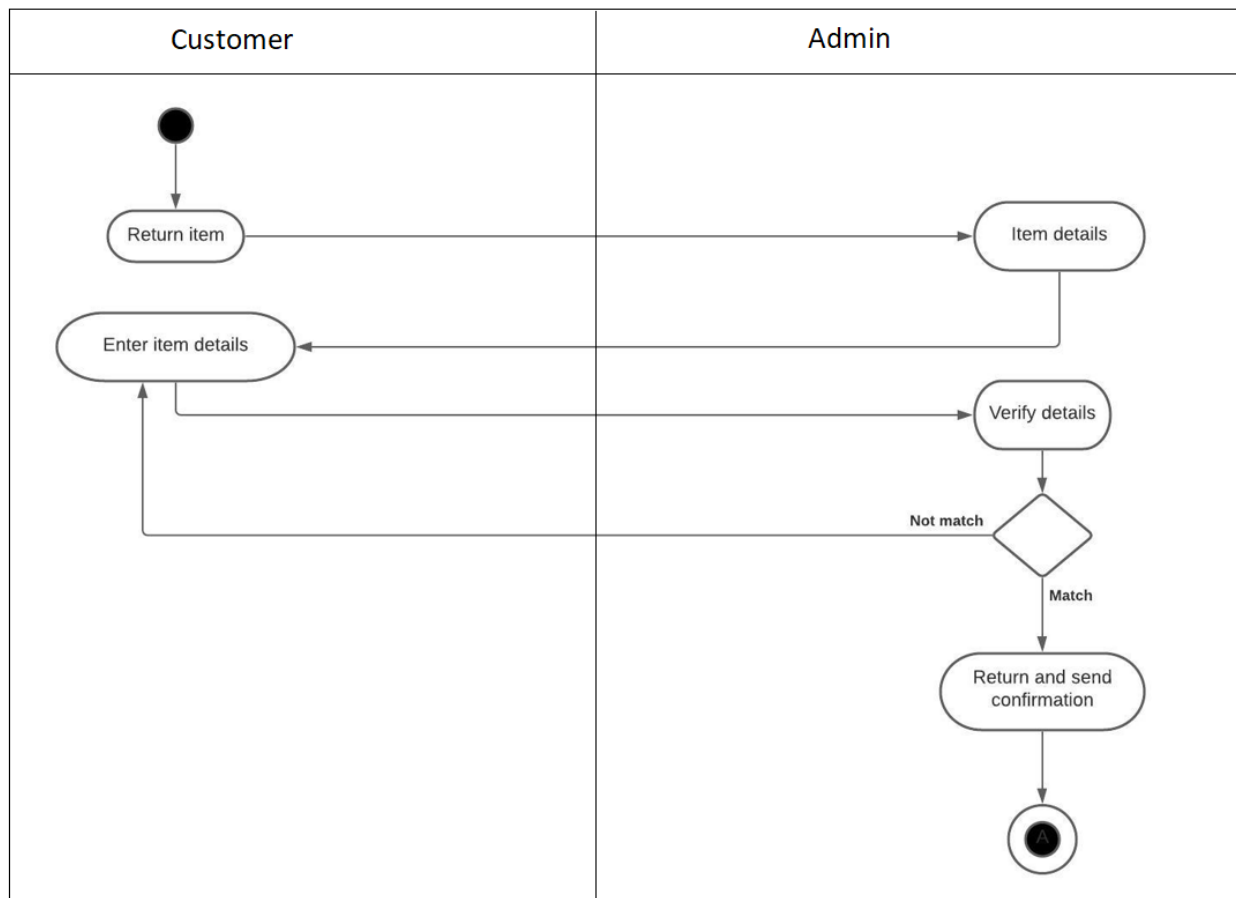 Customer
Admin
Return item
Item details
Enter item details
Verify details
Not match
Match
Return and send
confirmation
A